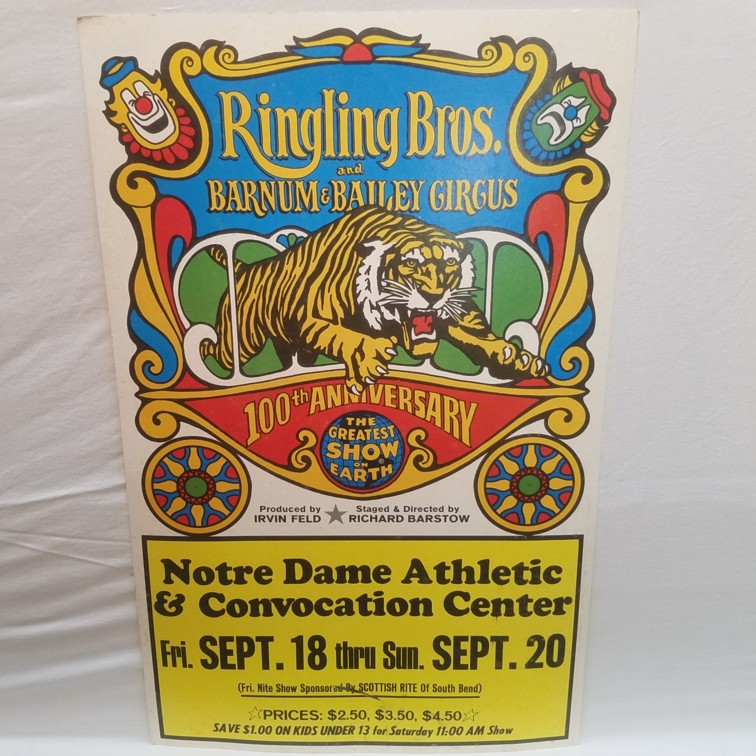 Ringling Bros.
and
BARNUM & BAILEY CIRCUS
100th ANNIVERSARY
THE
GREATEST
SHOW
ON
EARTH
Produced by
IRVIN FELD
Staged & Directed by
RICHARD BARSTOW
Notre Dame Athletic
& Convocation Center
Fri. SEPT. 18 thru Sun. SEPT. 20
(Fri. Nite Show Sponsored By SCOTTISH RITE Of South Bend)
☆PRICES: $2.50, $3.50, $4.50☆
SAVE $1.00 ON KIDS UNDER 13 for Saturday 11:00 AM Show